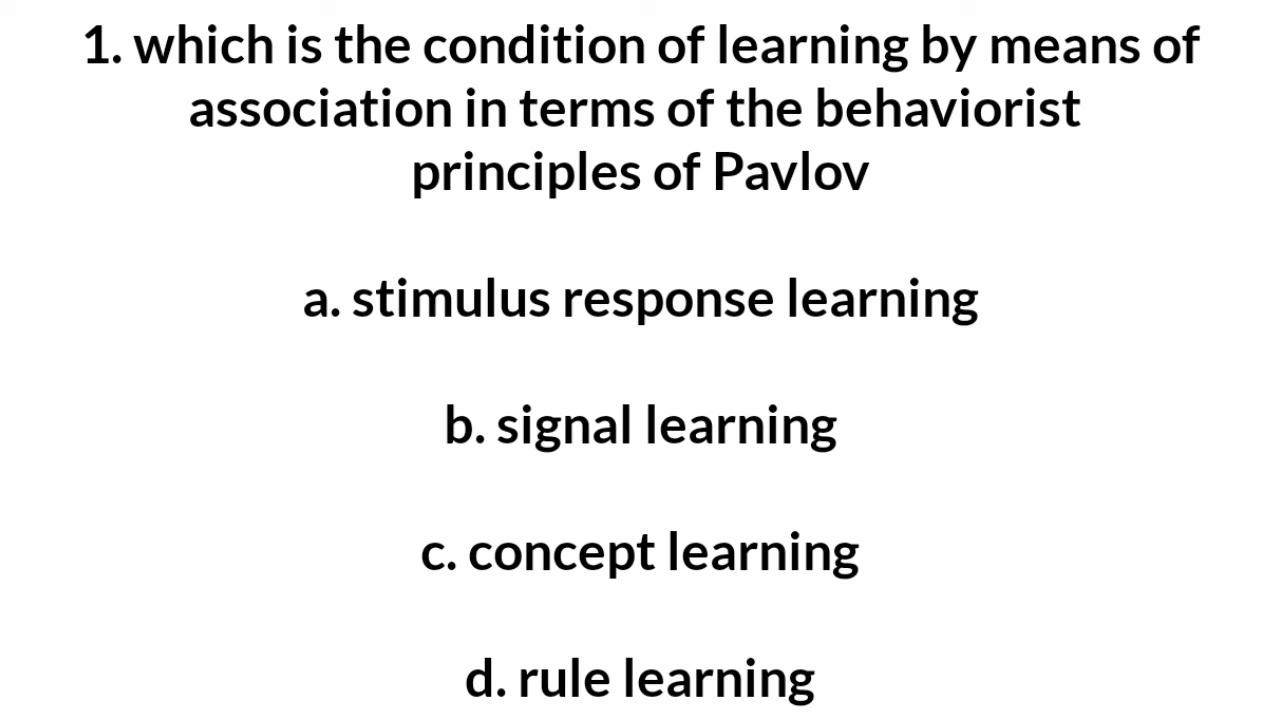 1. which is the condition of learning by means of
association in terms of the behaviorist
principles of Pavlov
a. stimulus response learning
b. signal learning
c. concept learning
d. rule learning